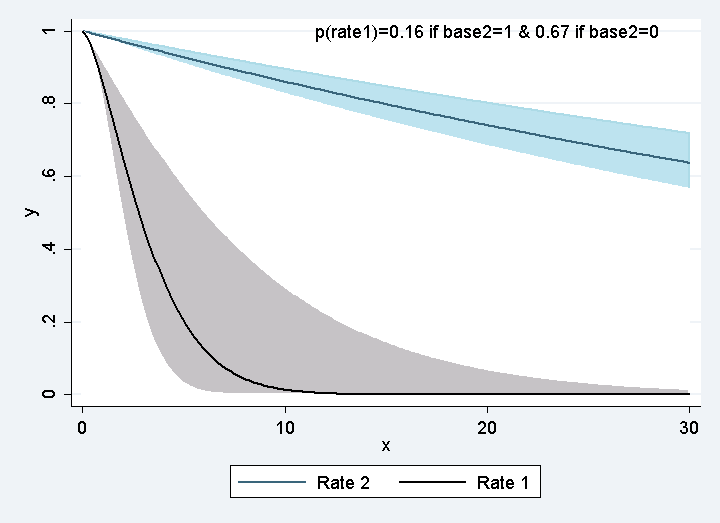 p(rate1)=0.16 if base2=1 & 0.67 if base2=0
1
.8
.6
.4
.2
0
y
0 10 20 30
x
Rate 2 Rate 1